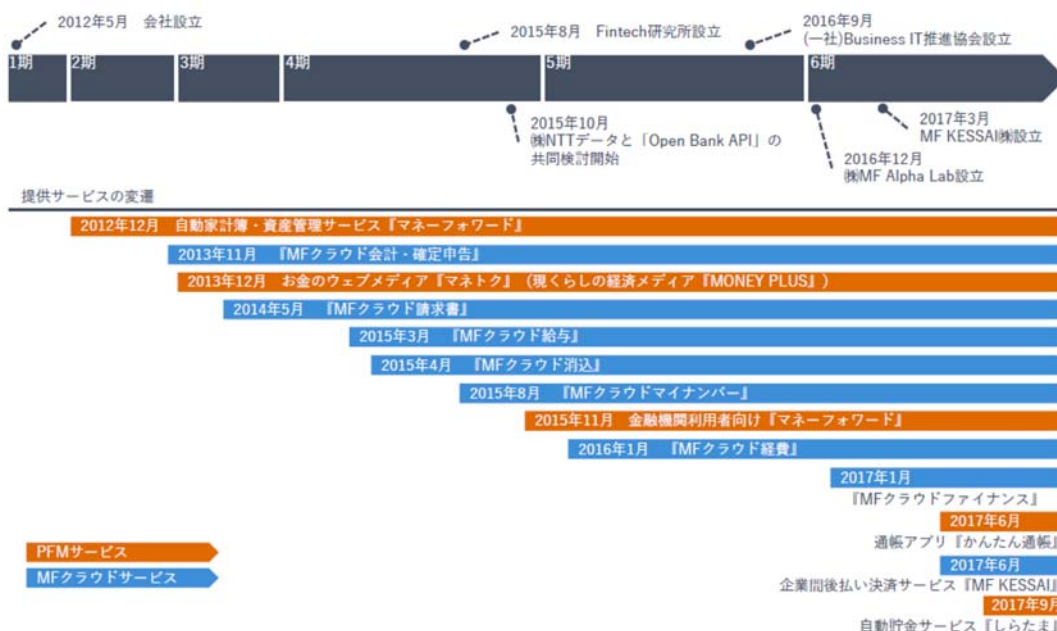 2012年5月　会社設立
2015年8月　Fintech研究所設立
2016年9月
(一社)Business IT推進協会設立
1期
2期
3期
4期
5期
6期
2015年10月
㈱NTTデータと「Open Bank API」の
共同検討開始
2017年3月
MF KESSAI㈱設立
2016年12月
㈱MF Alpha Lab設立
提供サービスの変遷
2012年12月　自動家計簿・資産管理サービス『マネーフォワード』
2013年11月　『MFクラウド会計・確定申告』
2013年12月　お金のウェブメディア『マネトク』（現くらしの経済メディア『MONEY PLUS』）
2014年5月　『MFクラウド請求書』
2015年3月　『MFクラウド給与』
2015年4月　『MFクラウド消込』
2015年8月　『MFクラウドマイナンバー』
2015年11月　金融機関利用者向け『マネーフォワード』
2016年1月　『MFクラウド経費』
2017年1月
『MFクラウドファイナンス』
2017年6月
通帳アプリ『かんたん通帳』
2017年6月
企業間後払い決済サービス『MF KESSAI』
2017年9月
自動貯金サービス『しらたま』
PFMサービス
MFクラウドサービス